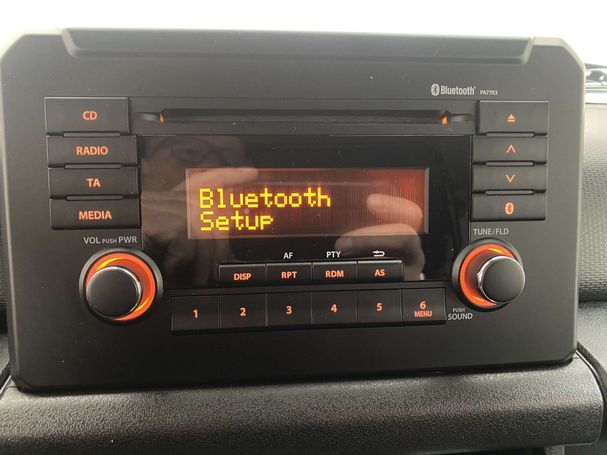 Bluetooth® PA77R3
CD
RADIO
TA
MEDIA
VOL PUSH PWR
Bluetooth
Setup
TUNE/FLD
AF PTY
DISP RPT RDM AS
1 2 3 4 5 6
MENU
PUSH
SOUND